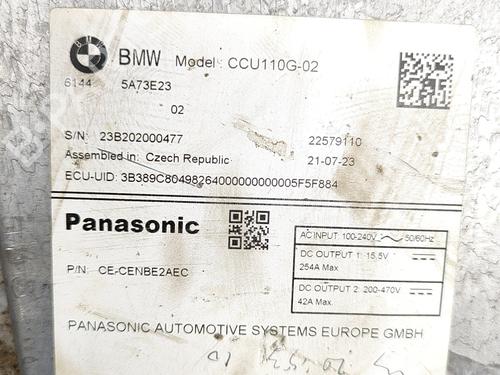 BMW Model CCU110G-02
6144 5A73E23
02
S/N: 23B202000477 22579110
Assembled in: Czech Republic 21-07-23
ECU-UID: 3B389C80498264000000000005F5F884
Panasonic
P/N: CE-CENBE2AEC
AC INPUT: 100-240V 50/60Hz
DC OUTPUT 1: 15,5V
254A Max.
DC OUTPUT 2: 200-470V
42A Max.
PANASONIC AUTOMOTIVE SYSTEMS EUROPE GMBH